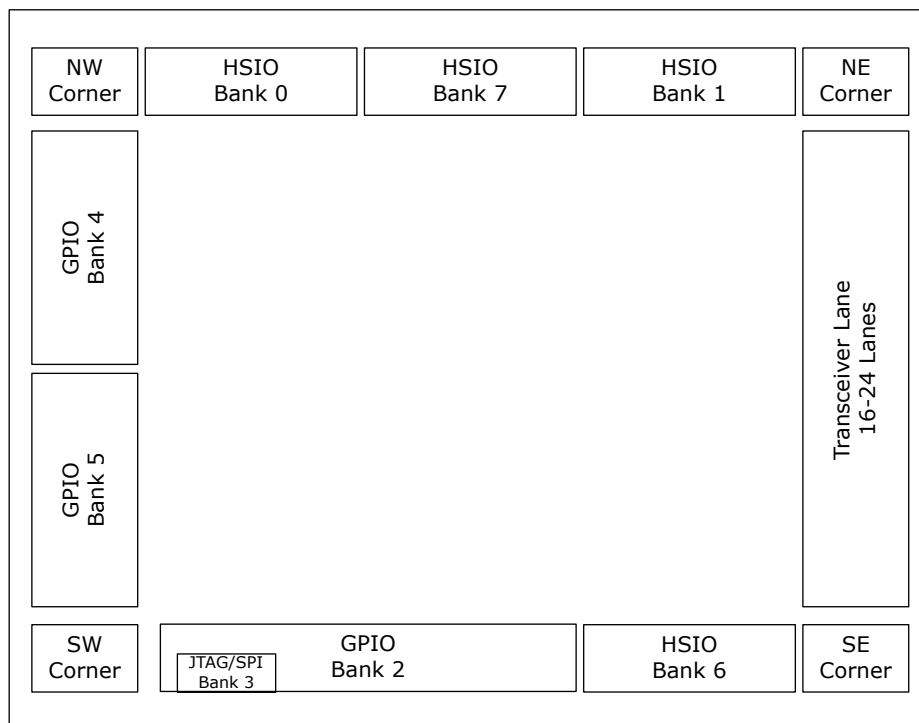 NW
Corner
HSIO
Bank 0
HSIO
Bank 7
HSIO
Bank 1
NE
Corner
GPIO
Bank 4
Transceiver Lane
16-24 Lanes
GPIO
Bank 5
SW
Corner
JTAG/SPI
Bank 3
GPIO
Bank 2
HSIO
Bank 6
SE
Corner